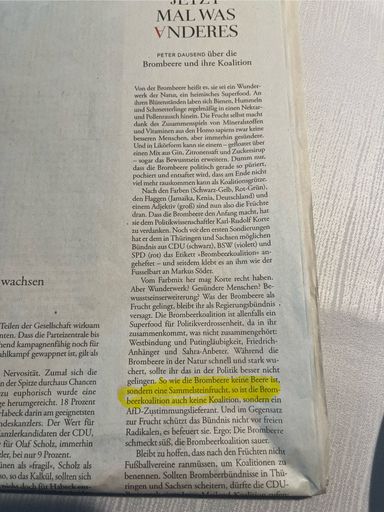 JETZT
MAL WAS
ANDERES
PETER DAUSEND über die
Brombeere und ihre Koalition
Von der Brombeere heißt es, sie sei ein Wunder-
werk der Natur, ein heimisches Superfood. An
ihren Blütenständen laben sich Bienen, Hummeln
und Schmetterlinge regelmäßig in einen Nektar-
und Pollenrausch hinein. Die Frucht selbst macht
dank des Zusammenspiels von Mineralstoffen
und Vitaminen aus den Homo sapiens zwar keine
besseren Menschen, aber immerhin gesündere.
Und in Likörform kann sie einem – gefloatet über
einen Mix aus Gin, Zitronensaft und Zuckersirup
– sogar das Bewusstsein erweitern. Dumm nur,
dass die Brombeere politisch gerade so püriert,
pochiert und entsaftet wird, dass am Ende nicht
viel mehr rauskommen kann als Koalitionsgrütze.
Nach den Farben (Schwarz-Gelb, Rot-Grün),
den Flaggen (Jamaika, Kenia, Deutschland) und
einem Adjektiv (groß) sind nun also die Früchte
dran. Dass die Brombeere den Anfang macht, hat
sie dem Politikwissenschaftler Karl-Rudolf Korte
zu verdanken. Noch vor den ersten Sondierungen
hat er dem in Thüringen und Sachsen möglichen
Bündnis aus CDU (schwarz), BSW (violett) und
SPD (rot) das Etikett »Brombeerkoalition« an-
geheftet – und seitdem klebt es an ihm wie der
Fusselbart an Markus Söder.
Vom Farbmix her mag Korte recht haben.
Aber Wunderwerk? Gesündere Menschen? Be-
wusstseinserweiterung? Was der Brombeere als
Frucht gelingt, bleibt ihr als Regierungsbündnis
versagt. Die Brombeerkoalition ist allenfalls ein
Superfood für Politikverdrossenheit, da in ihr
zusammenkommt, was nicht zusammengehört:
Westbindung und Putingläubigkeit, Friedrich-
Anhänger und Sahra-Anbeter. Während die
Brombeere in der Natur schnell und stark wu-
chert, sollte ihr das in der Politik besser nicht
gelingen. So wie die Brombeere keine Beere ist,
sondern eine Sammelsteinfrucht, so ist die Brom-
beerkoalition auch keine Koalition, sondern ein
AfD-Zustimmungslieferant. Und im Gegensatz
zur Frucht schützt das Bündnis nicht vor freien
Radikalen, es befeuert sie. Ergo: Die Brombeere
schmeckt süß, die Brombeerkoalition sauer.
Bleibt zu hoffen, dass nach den Früchten nicht
Fußballvereine ranmüssen, um Koalitionen zu
benennen. Sollten Brombeerbündnisse in Thü-
ringen und Sachsen scheitern, dürfte die CDU-
wachsen
Teilen der Gesellschaft wirksam
nten. Dass die Parteizentrale bis
hend kampagnenfähig noch für
ahlkampf gewappnet ist, gilt als
Nervosität. Zumal sich die
n der Spitze durchaus Chancen
zu euphorisch wurde eine
herumgereicht. 18 Prozent
Habeck darin am geeignetsten
ndeskanzlers. Der Wert für
kanzlerkandidaten der CDU,
für Olaf Scholz, immerhin
er, bei nur 9 Prozent.
ünen als »fragil«, Scholz als
so, so das Kalkül, sollten sich